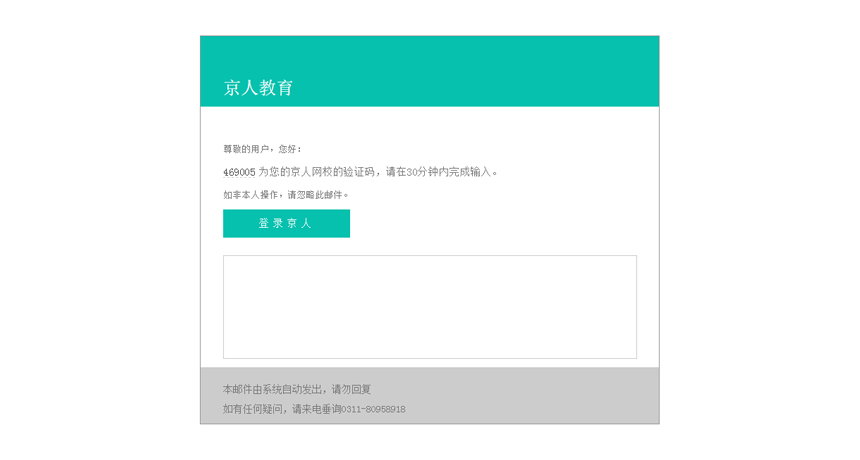 京人教育
尊敬的用户，您好：
469005 为您的京人网校的验证码，请在30分钟内完成输入。
如非本人操作，请忽略此邮件。
登录京人
本邮件由系统自动发出，请勿回复
如有任何疑问，请来电垂询0311-80958918